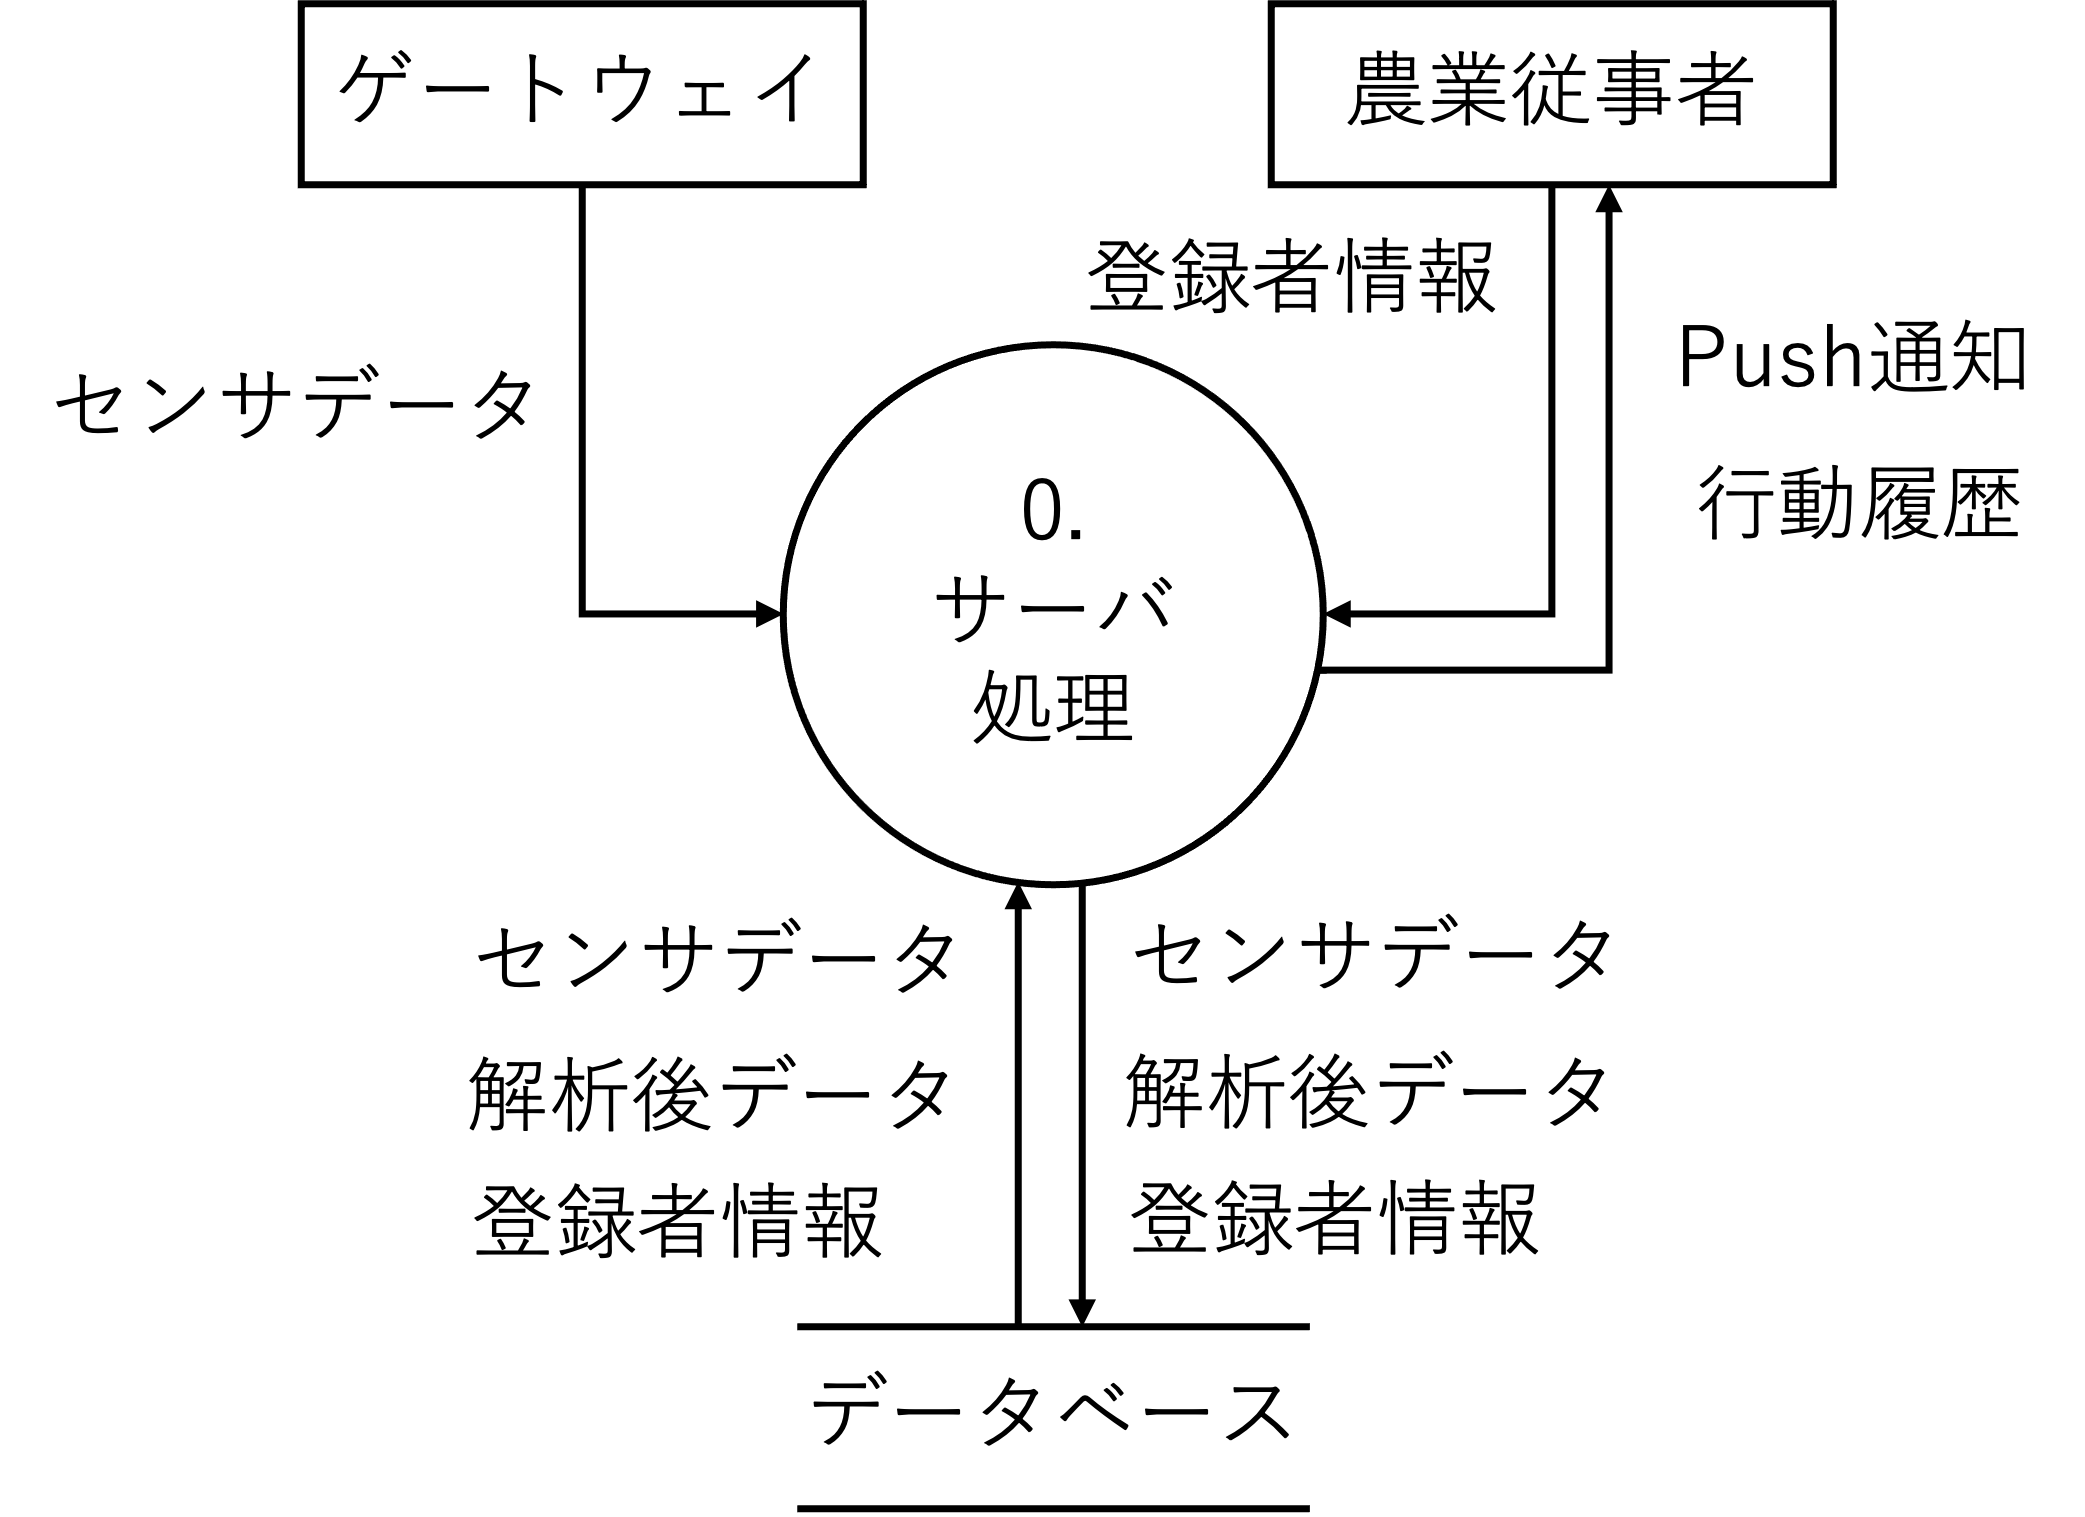 ゲートウェイ
農業従事者
登録者情報
センサデータ
Push通知
行動履歴
0.
サーバ
処理
センサデータ
解析後データ
登録者情報
センサデータ
解析後データ
登録者情報
データベース